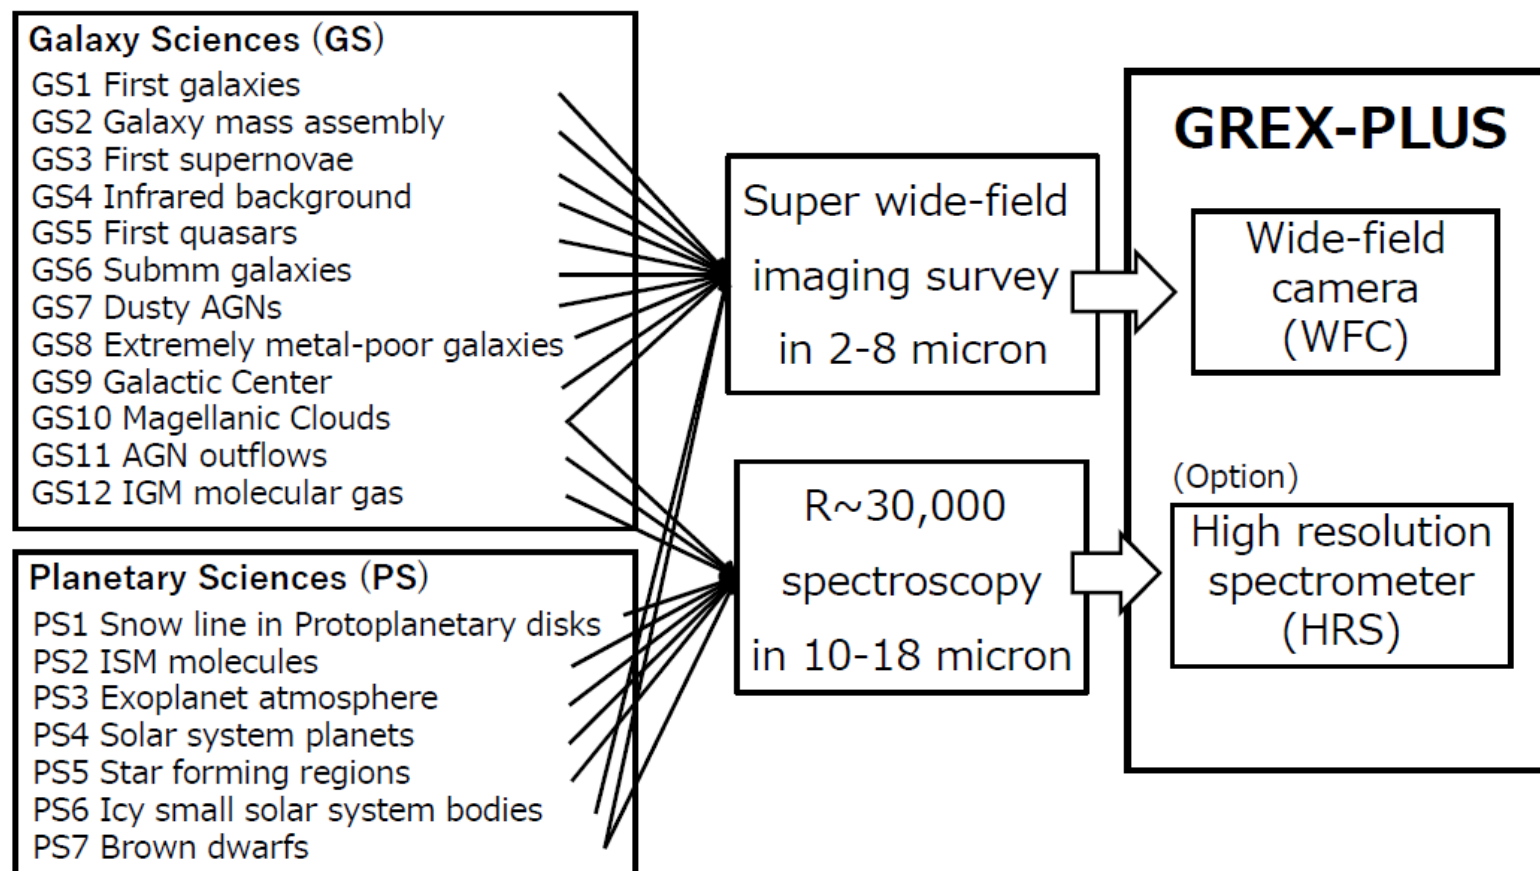 Galaxy Sciences (GS)
GS1 First galaxies
GS2 Galaxy mass assembly
GS3 First supernovae
GS4 Infrared background
GS5 First quasars
GS6 Submm galaxies
GS7 Dusty AGNs
GS8 Extremely metal-poor galaxies
GS9 Galactic Center
GS10 Magellanic Clouds
GS11 AGN outflows
GS12 IGM molecular gas
Planetary Sciences (PS)
PS1 Snow line in Protoplanetary disks
PS2 ISM molecules
PS3 Exoplanet atmosphere
PS4 Solar system planets
PS5 Star forming regions
PS6 Icy small solar system bodies
PS7 Brown dwarfs
Super wide-field
imaging survey
in 2-8 micron
R~30,000
spectroscopy
in 10-18 micron
GREX-PLUS
Wide-field
camera
(WFC)
(Option)
High resolution
spectrometer
(HRS)